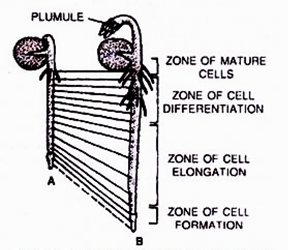 PLUMULE
ZONE OF MATURE
CELLS
ZONE OF CELL
DIFFERENTIATION
ZONE OF CELL
ELONGATION
ZONE OF CELL
FORMATION
A
B